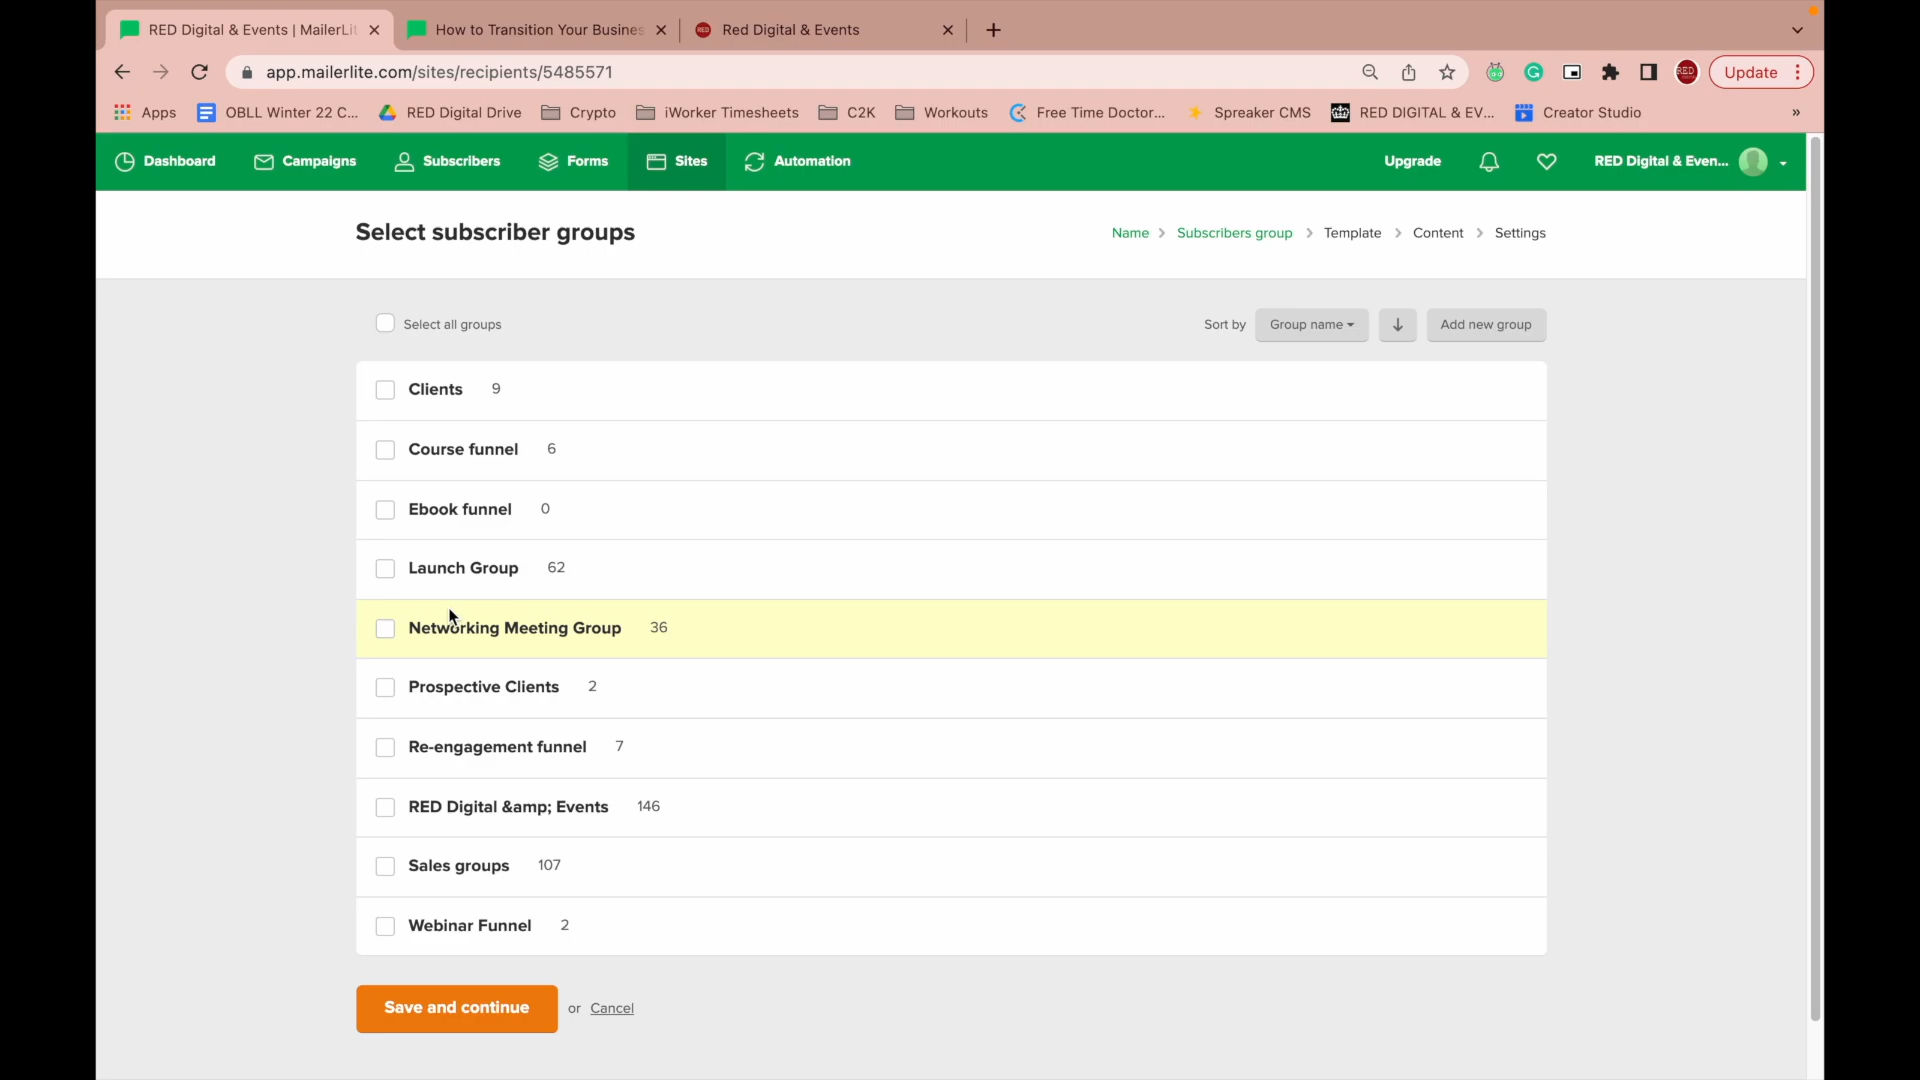 RED Digital & Events | MailerLit
How to Transition Your Busines
RED Red Digital & Events
app.mailerlite.com/sites/recipients/5485571
RED Update
Apps OBLL Winter 22 C... RED Digital Drive Crypto iWorker Timesheets C2K Workouts Free Time Doctor... Spreaker CMS RED DIGITAL & EV... Creator Studio »
Dashboard Campaigns Subscribers Forms Sites Automation Upgrade RED Digital & Even...
Select subscriber groups
Name Subscribers group Template Content Settings
Select all groups Sort by Group name Add new group
Clients 9
Course funnel 6
Ebook funnel 0
Launch Group 62
Networking Meeting Group 36
Prospective Clients 2
Re-engagement funnel 7
RED Digital &amp; Events 146
Sales groups 107
Webinar Funnel 2
Save and continue or Cancel